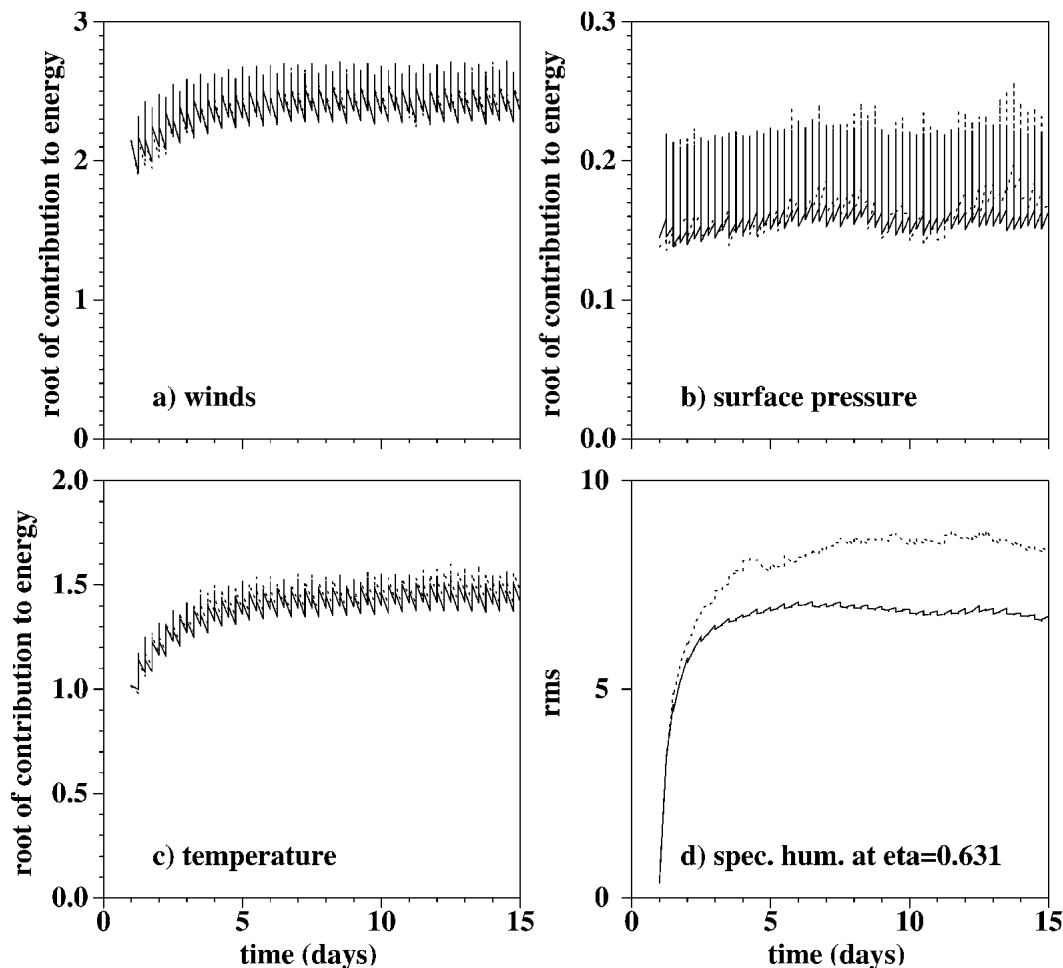 3
2
1
0
root of contribution to energy
a) winds
0.3
0.2
0.1
0.0
root of contribution to energy
b) surface pressure
2.0
1.5
1.0
0.5
0.0
root of contribution to energy
c) temperature
0 5 10 15
time (days)
10
5
0
rms
d) spec. hum. at eta=0.631
0 5 10 15
time (days)